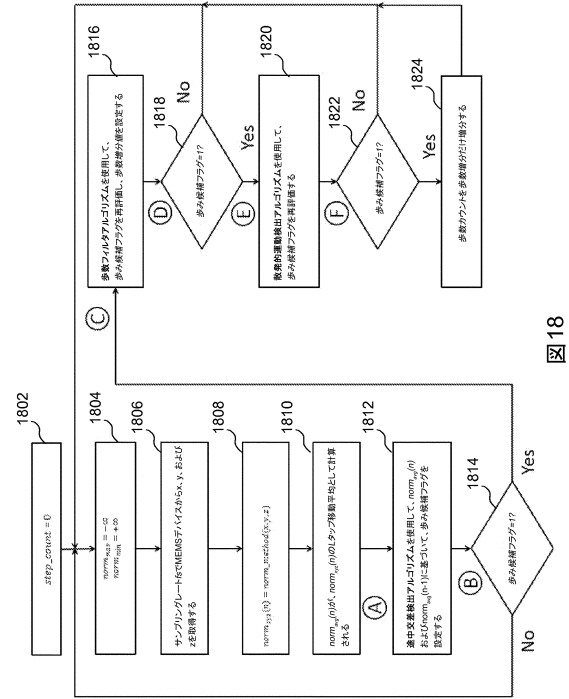 1802
step_count = 0
1804
norm_max = −∞
norm_min = +∞
1806
サンプリングレートfsでMEMSデバイスからx、y、および
zを取得する
1808
norm_xyz(n) = norm_method(x,y,z)
1810
norm_avg(n)が、norm_xyz(n)のLタップ移動平均として計算
される
A
1812
途中交差検出アルゴリズムを使用して、norm_avg(n)
およびnorm_avg(n-1)に基づいて、歩み候補フラグを
設定する
B
1814
歩み候補フラグ=1?
No
Yes
C
1816
歩数フィルタアルゴリズムを使用して、
歩み候補フラグを再評価し、歩数増分値を設定する
D
1818
歩み候補フラグ=1?
No
Yes
E
1820
散発的運動検出アルゴリズムを使用して、
歩み候補フラグを再評価する
F
1822
歩み候補フラグ=1?
No
Yes
1824
歩数カウントを歩数増分だけ増分する
図18